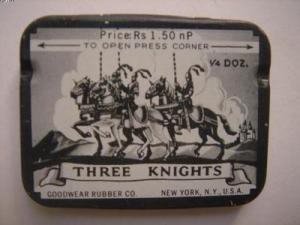 Price: Rs 1.50 nP
TO OPEN PRESS CORNER
¼ DOZ.
THREE KNIGHTS
GOODWEAR RUBBER CO. NEW YORK, N.Y., U.S.A.